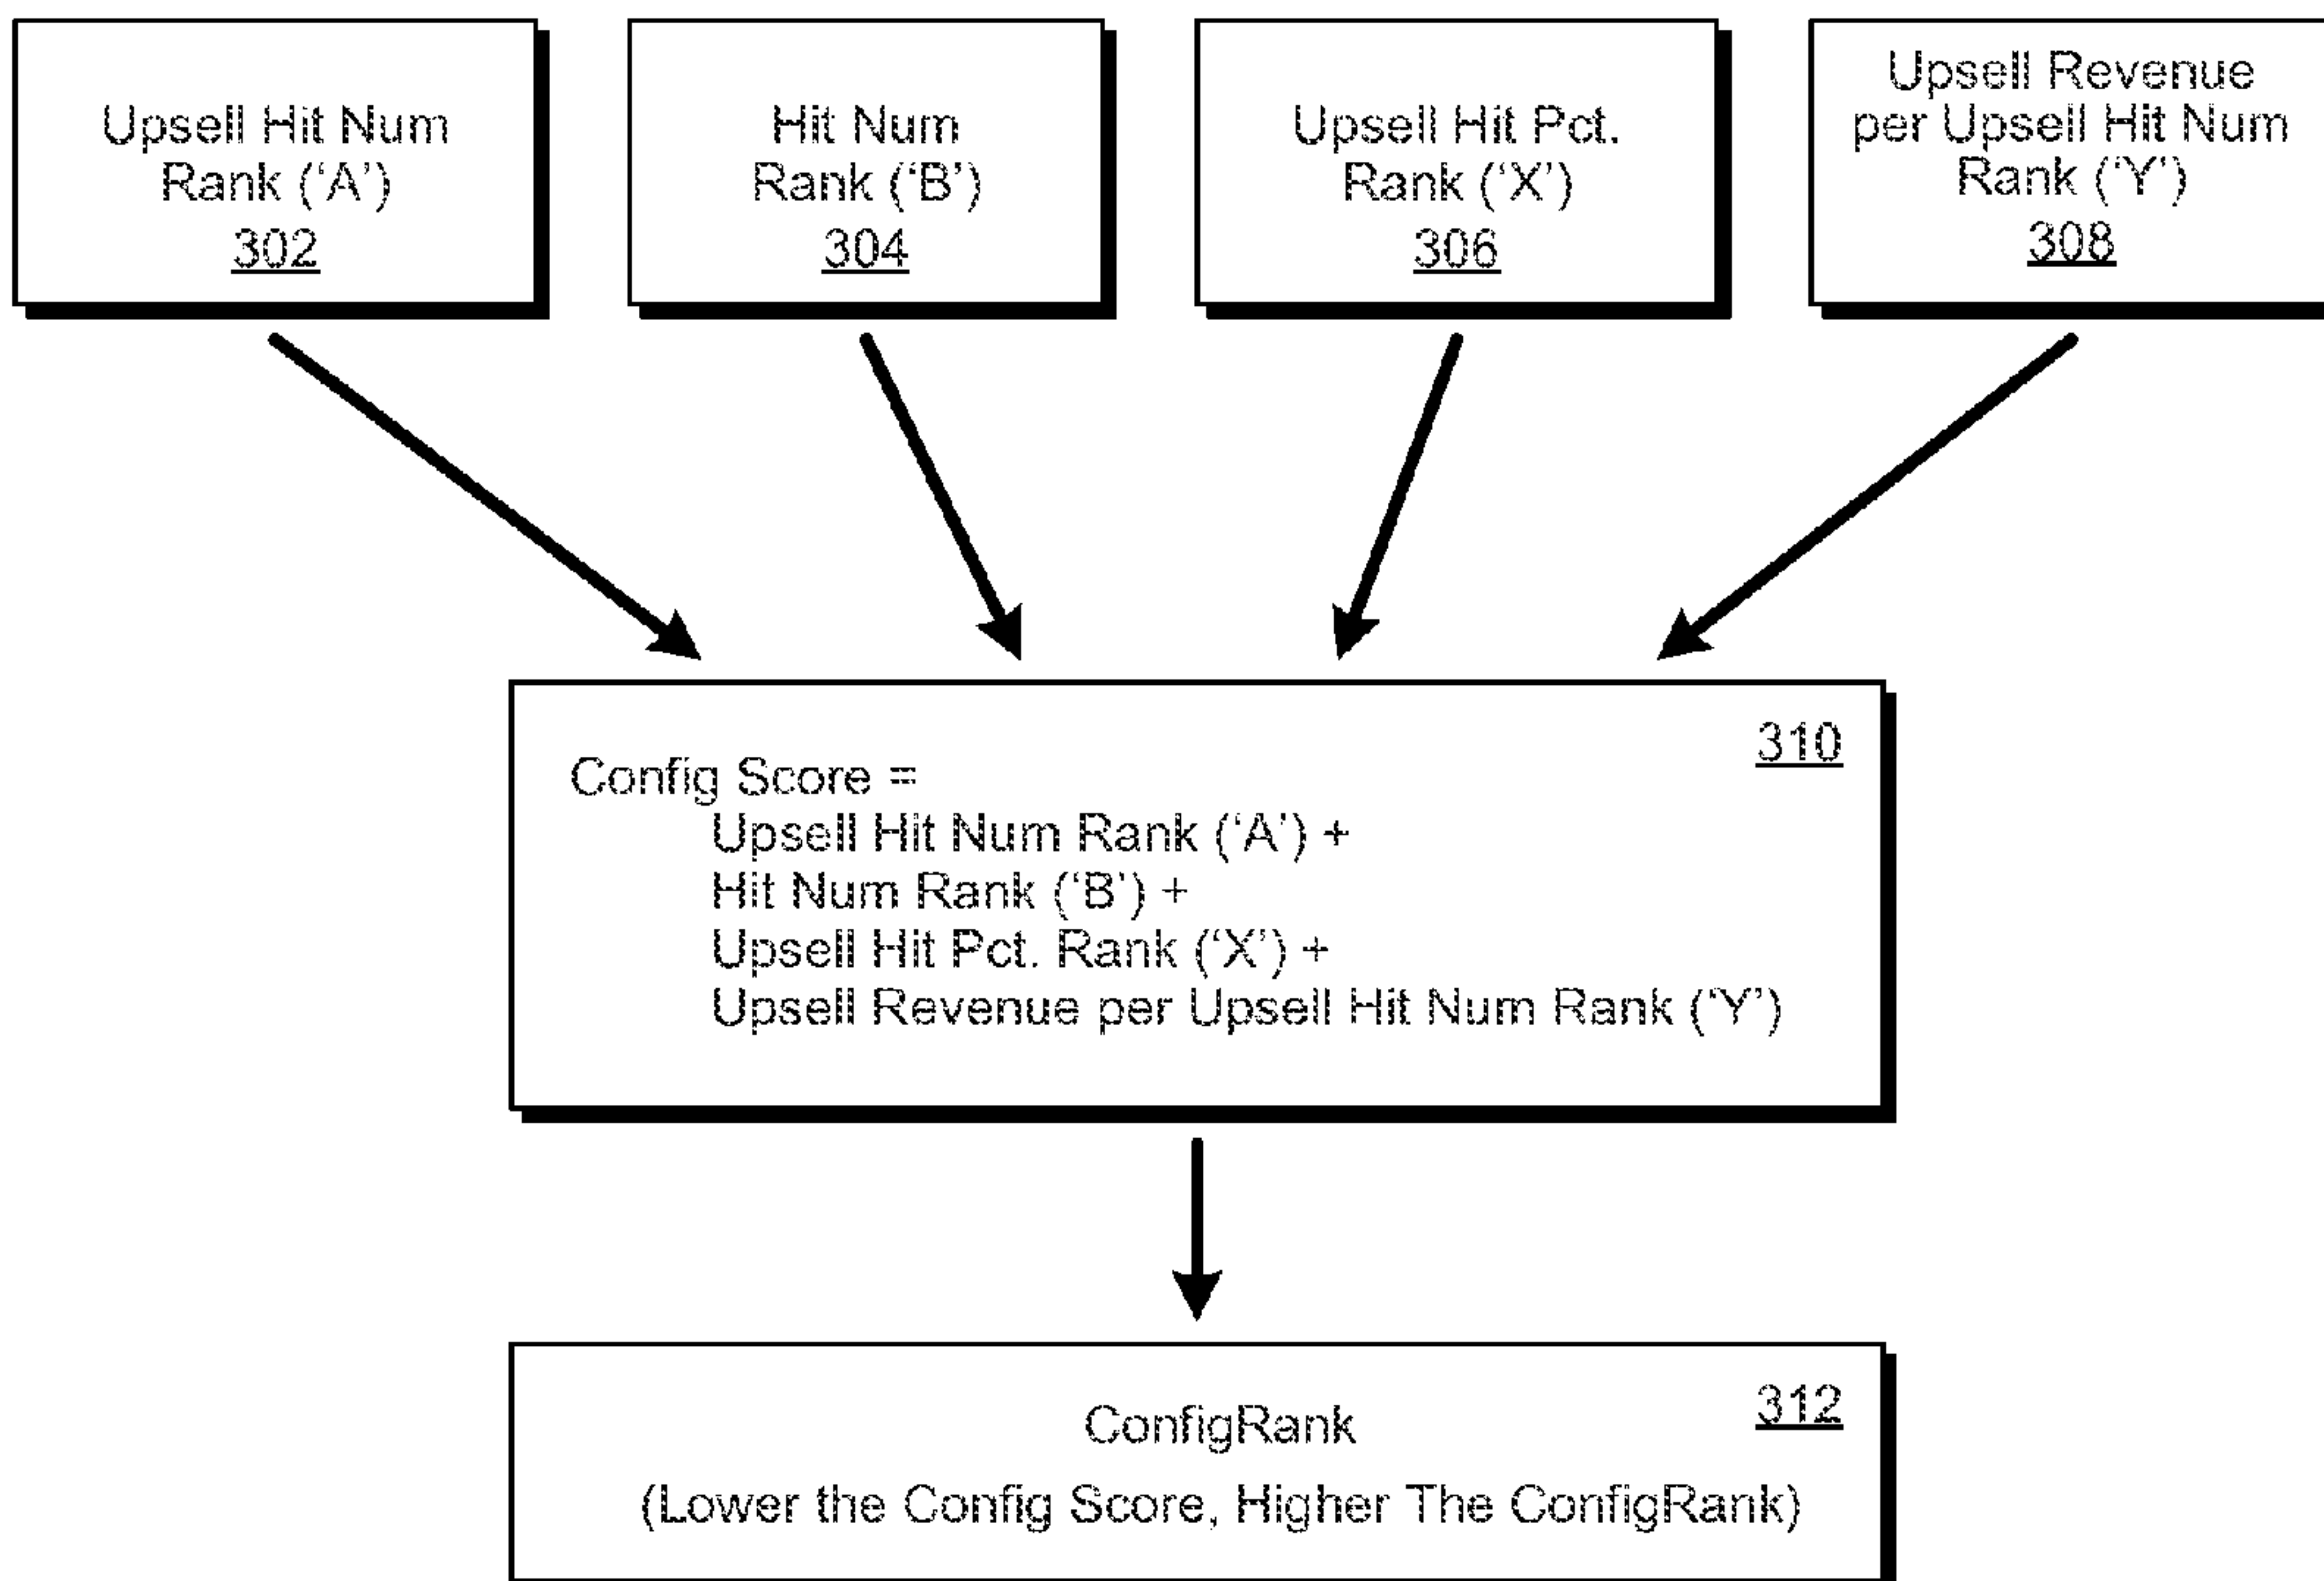 Upsell Hit Num
Rank (‘A’)
302
Hit Num
Rank (‘B’)
304
Upsell Hit Pct.
Rank (‘X’)
306
Upsell Revenue
per Upsell Hit Num
Rank (‘Y’)
308
310
Config Score =
Upsell Hit Num Rank (‘A’) +
Hit Num Rank (‘B’) +
Upsell Hit Pct. Rank (‘X’) +
Upsell Revenue per Upsell Hit Num Rank (‘Y’)
312
ConfigRank
(Lower the Config Score, Higher The ConfigRank)